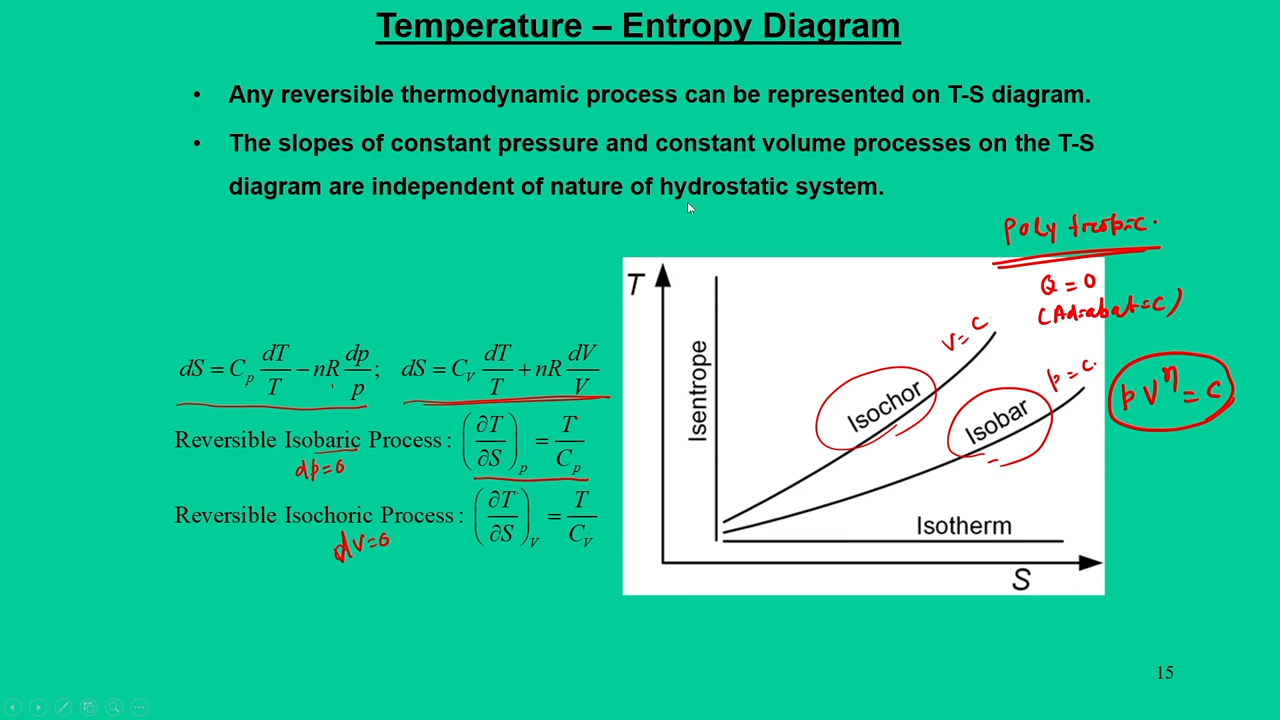 Temperature – Entropy Diagram
• Any reversible thermodynamic process can be represented on T-S diagram.
• The slopes of constant pressure and constant volume processes on the T-S
diagram are independent of nature of hydrostatic system.
Poly tropic.
Q = 0
(Adiabatic)
T
V = C
p = c.
pVⁿ = C
Isentrope
Isochor
Isobar
Isotherm
S
dS = C_p dT/T − nR dp/p; dS = C_V dT/T + nR dV/V
Reversible Isobaric Process : (∂T/∂S)_p = T/C_p
dp=0
Reversible Isochoric Process : (∂T/∂S)_V = T/C_V
dV=0
15